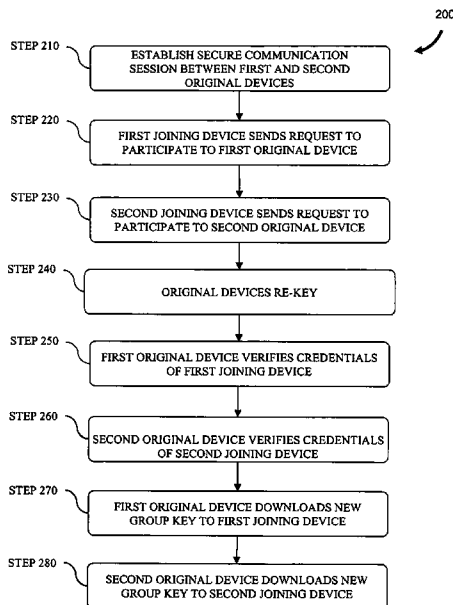 200
STEP 210
ESTABLISH SECURE COMMUNICATION
SESSION BETWEEN FIRST AND SECOND
ORIGINAL DEVICES
STEP 220
FIRST JOINING DEVICE SENDS REQUEST TO
PARTICIPATE TO FIRST ORIGINAL DEVICE
STEP 230
SECOND JOINING DEVICE SENDS REQUEST TO
PARTICIPATE TO SECOND ORIGINAL DEVICE
STEP 240
ORIGINAL DEVICES RE-KEY
STEP 250
FIRST ORIGINAL DEVICE VERIFIES CREDENTIALS
OF FIRST JOINING DEVICE
STEP 260
SECOND ORIGINAL DEVICE VERIFIES CREDENTIALS
OF SECOND JOINING DEVICE
STEP 270
FIRST ORIGINAL DEVICE DOWNLOADS NEW
GROUP KEY TO FIRST JOINING DEVICE
STEP 280
SECOND ORIGINAL DEVICE DOWNLOADS NEW
GROUP KEY TO SECOND JOINING DEVICE